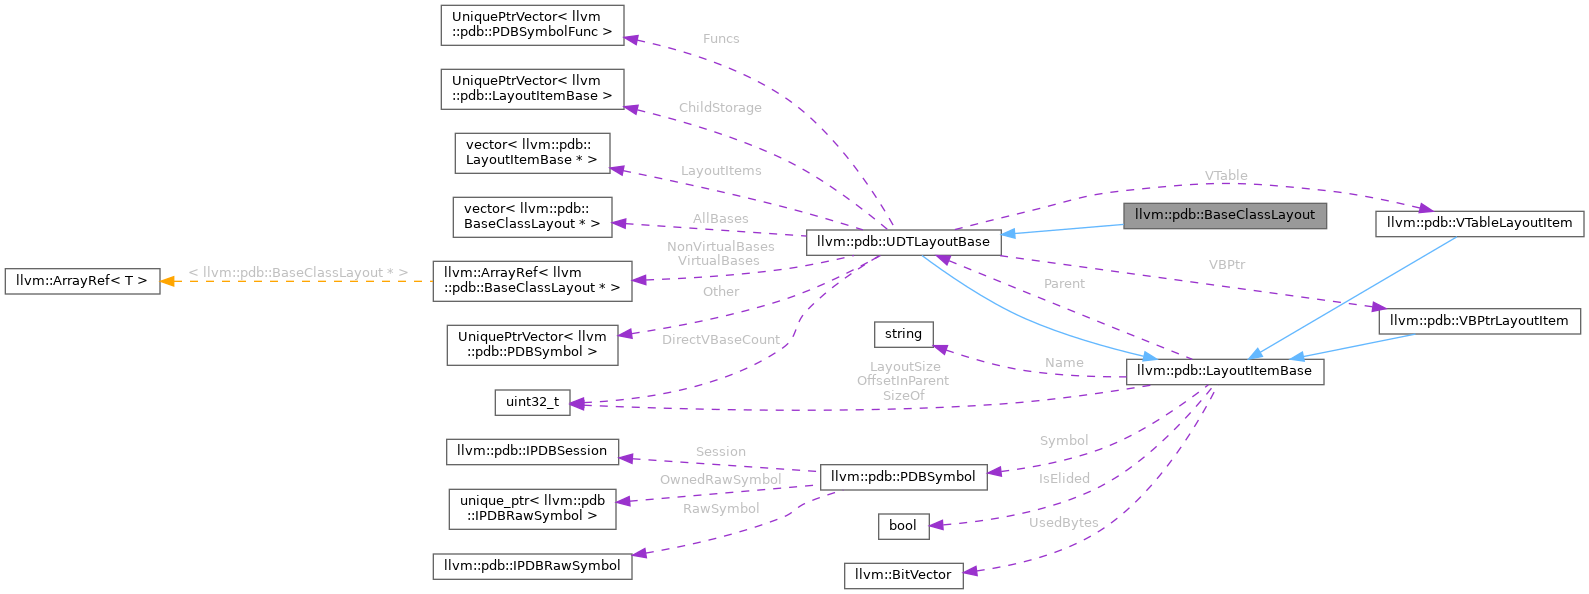 UniquePtrVector< llvm
::pdb::PDBSymbolFunc >
Funcs
UniquePtrVector< llvm
::pdb::LayoutItemBase >
ChildStorage
vector< llvm::pdb::
LayoutItemBase * >
LayoutItems
VTable
vector< llvm::pdb::
BaseClassLayout * >
AllBases
llvm::pdb::BaseClassLayout
llvm::pdb::VTableLayoutItem
llvm::pdb::UDTLayoutBase
NonVirtualBases
VirtualBases
llvm::ArrayRef< T >
< llvm::pdb::BaseClassLayout * >
llvm::ArrayRef< llvm
::pdb::BaseClassLayout * >
VBPtr
Parent
Other
UniquePtrVector< llvm
::pdb::PDBSymbol >
DirectVBaseCount
string
llvm::pdb::VBPtrLayoutItem
Name
llvm::pdb::LayoutItemBase
LayoutSize
OffsetInParent
SizeOf
uint32_t
llvm::pdb::IPDBSession
Session
Symbol
OwnedRawSymbol
llvm::pdb::PDBSymbol
IsElided
unique_ptr< llvm::pdb
::IPDBRawSymbol >
RawSymbol
bool
UsedBytes
llvm::pdb::IPDBRawSymbol
llvm::BitVector